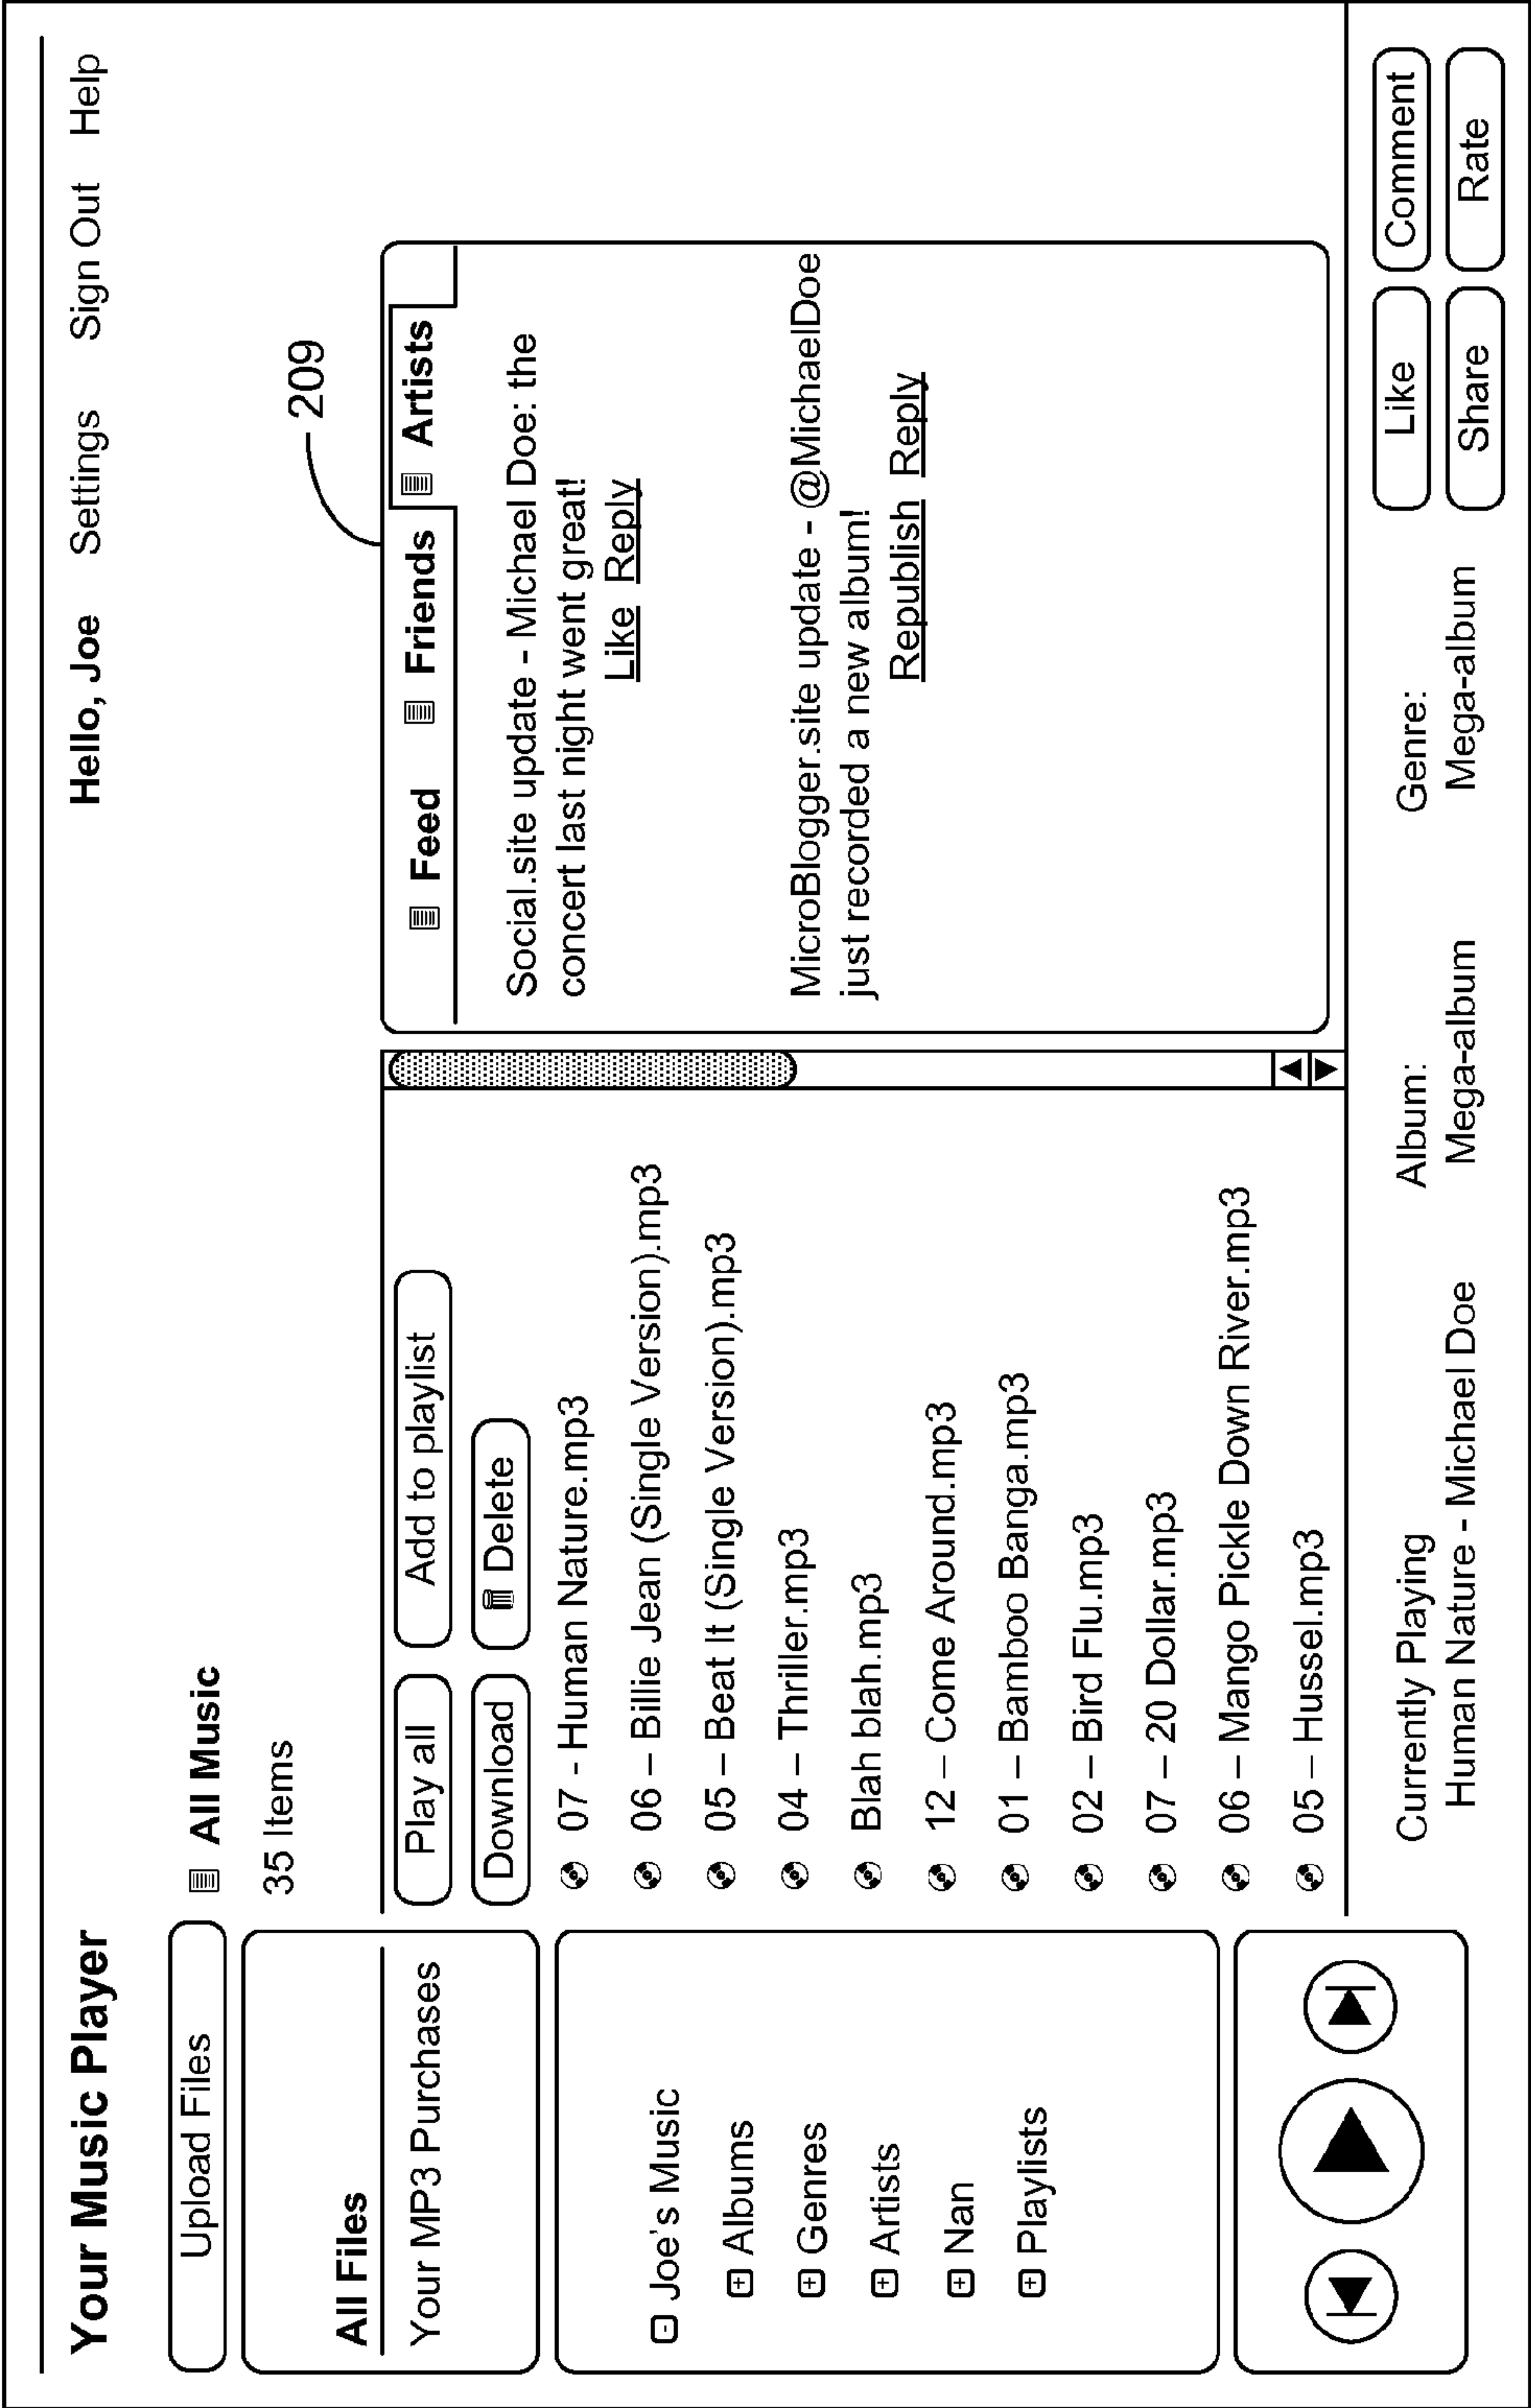 Your Music Player
Hello, Joe Settings Sign Out Help
Upload Files
All Music
35 Items
209
All Files
Your MP3 Purchases
Joe's Music
Albums
Genres
Artists
Nan
Playlists
Play all Add to playlist
Download Delete
07 - Human Nature.mp3
06 – Billie Jean (Single Version).mp3
05 – Beat It (Single Version).mp3
04 – Thriller.mp3
Blah blah.mp3
12 – Come Around.mp3
01 – Bamboo Banga.mp3
02 – Bird Flu.mp3
07 – 20 Dollar.mp3
06 – Mango Pickle Down River.mp3
05 – Hussel.mp3
Feed Friends Artists
Social.site update - Michael Doe: the
concert last night went great!
Like Reply
MicroBlogger.site update - @MichaelDoe
just recorded a new album!
Republish Reply
Currently Playing Album: Genre:
Human Nature - Michael Doe Mega-album Mega-album
Like Comment
Share Rate